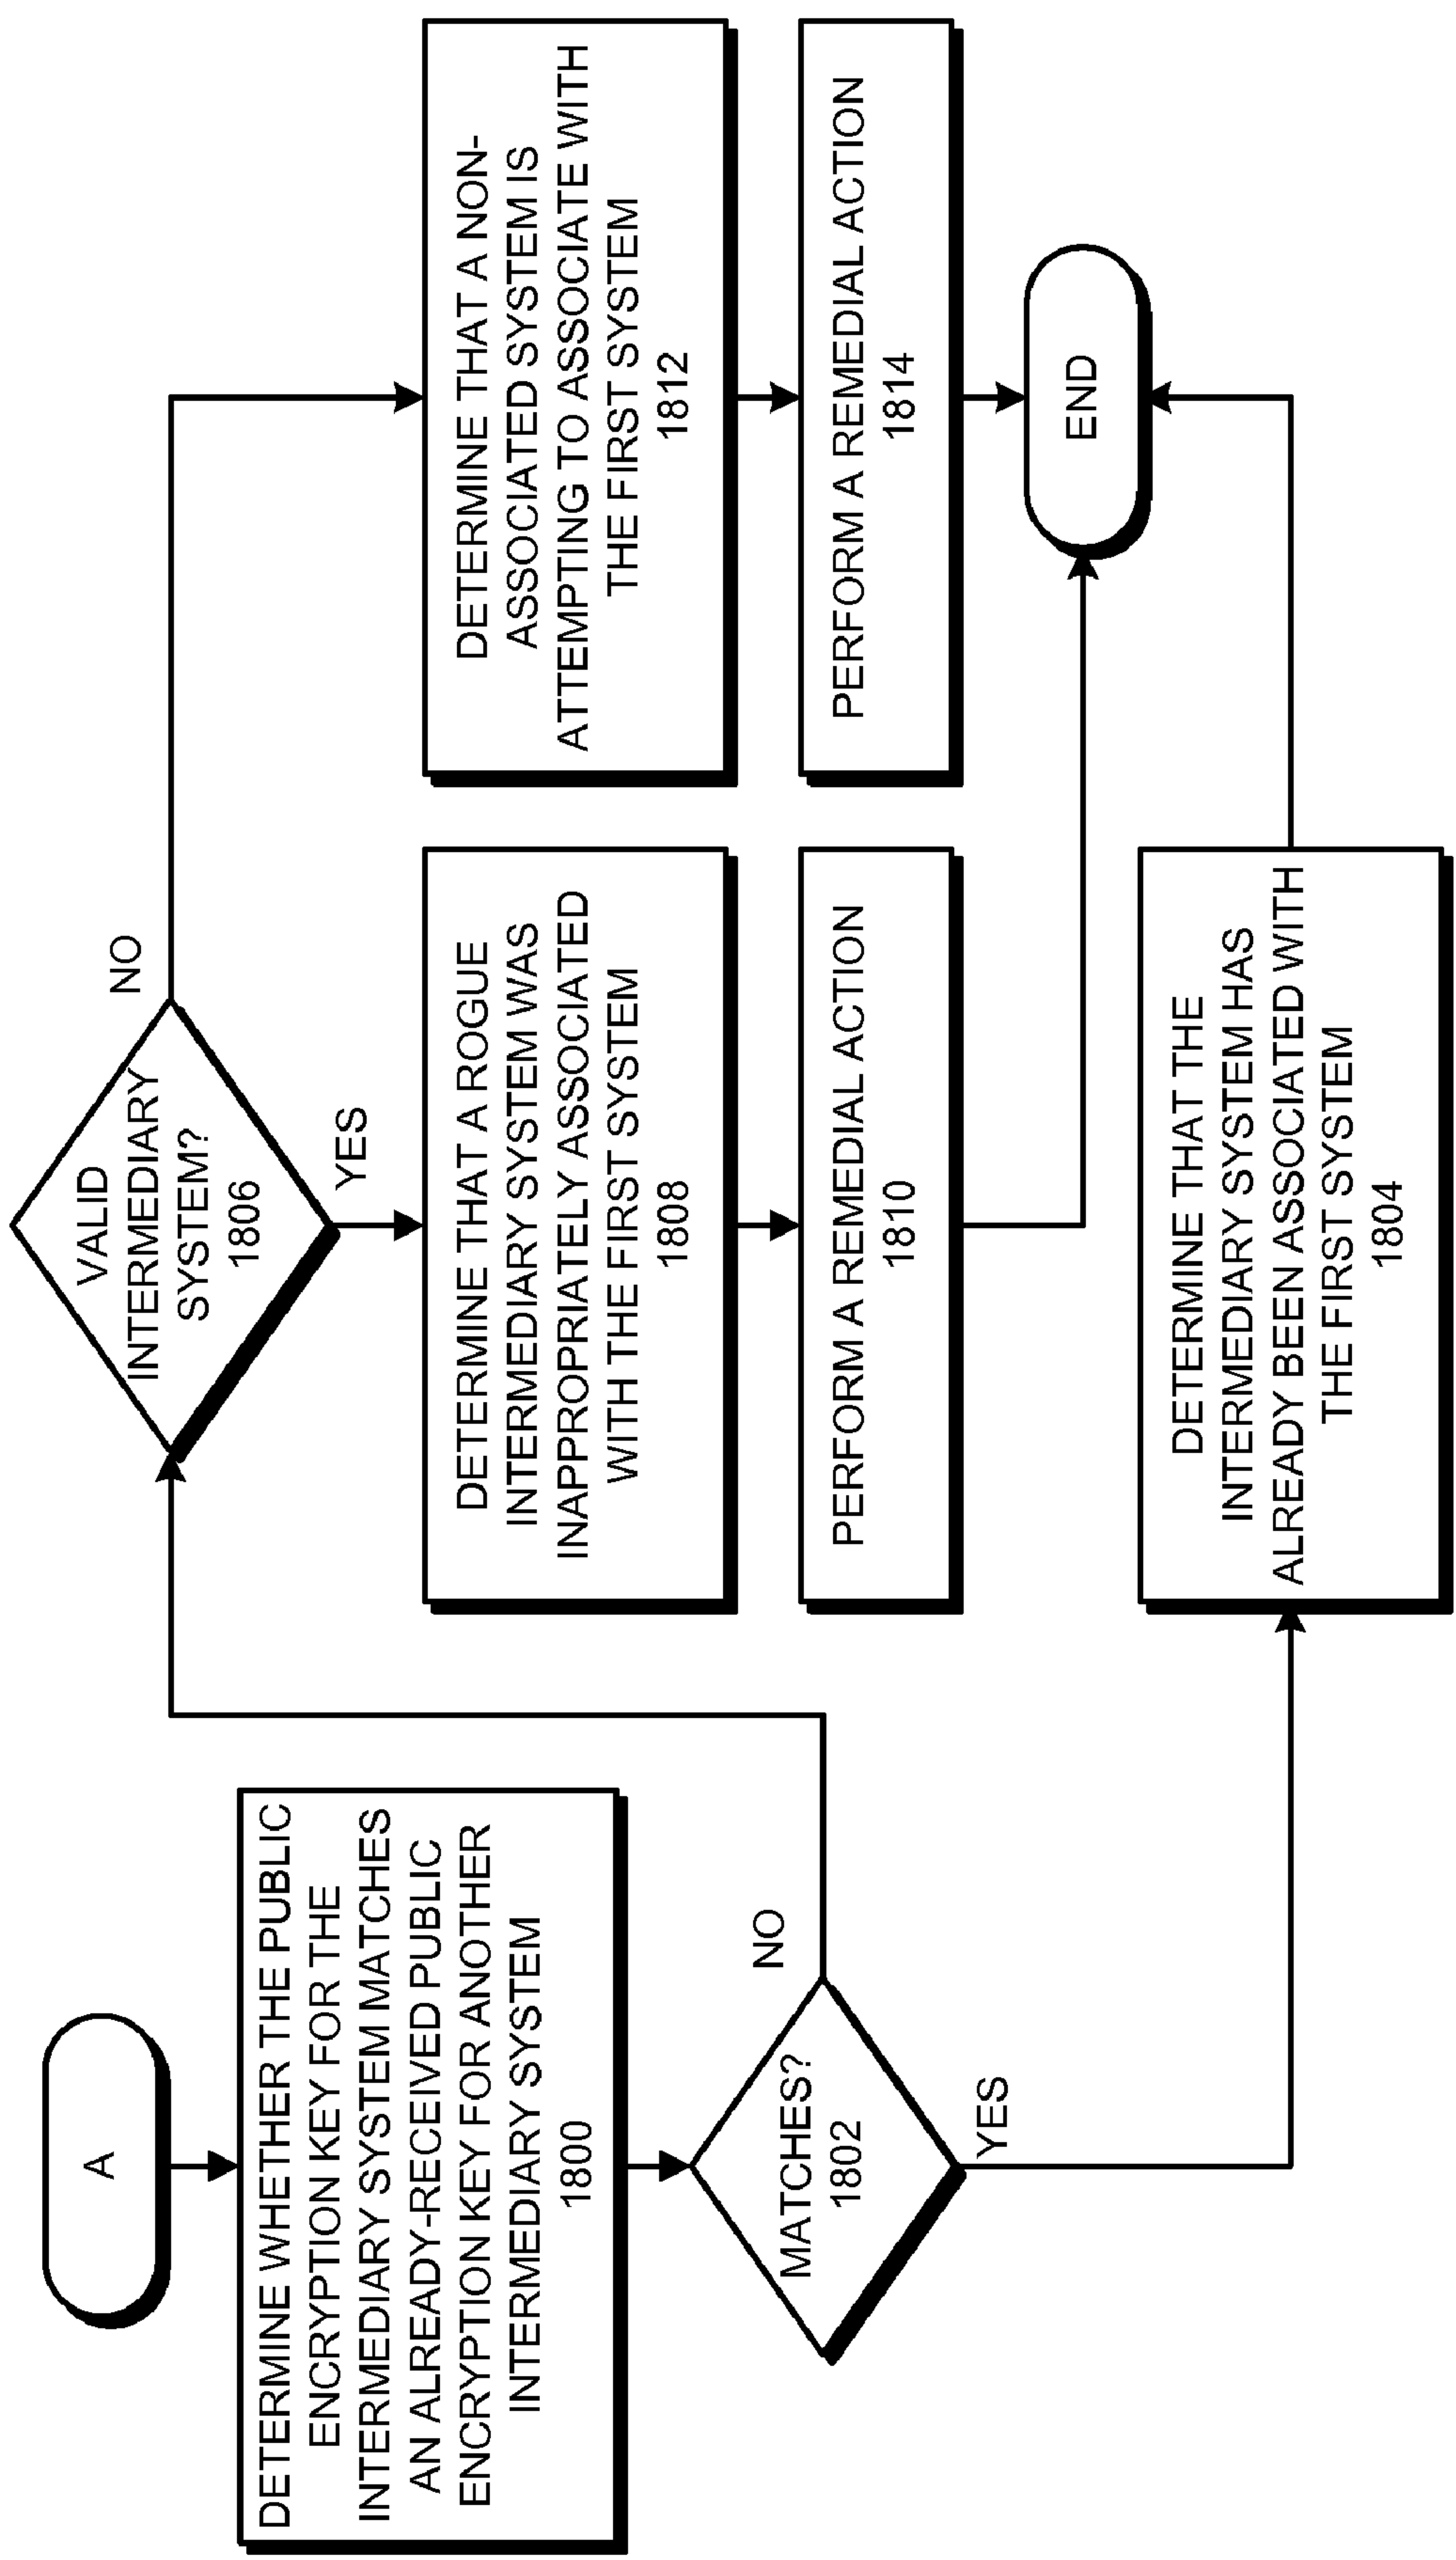 A
DETERMINE WHETHER THE PUBLIC
ENCRYPTION KEY FOR THE
INTERMEDIARY SYSTEM MATCHES
AN ALREADY-RECEIVED PUBLIC
ENCRYPTION KEY FOR ANOTHER
INTERMEDIARY SYSTEM
1800
MATCHES?
1802
NO
YES
VALID
INTERMEDIARY
SYSTEM?
1806
NO
YES
DETERMINE THAT A ROGUE
INTERMEDIARY SYSTEM WAS
INAPPROPRIATELY ASSOCIATED
WITH THE FIRST SYSTEM
1808
PERFORM A REMEDIAL ACTION
1810
DETERMINE THAT THE
INTERMEDIARY SYSTEM HAS
ALREADY BEEN ASSOCIATED WITH
THE FIRST SYSTEM
1804
DETERMINE THAT A NON-
ASSOCIATED SYSTEM IS
ATTEMPTING TO ASSOCIATE WITH
THE FIRST SYSTEM
1812
PERFORM A REMEDIAL ACTION
1814
END